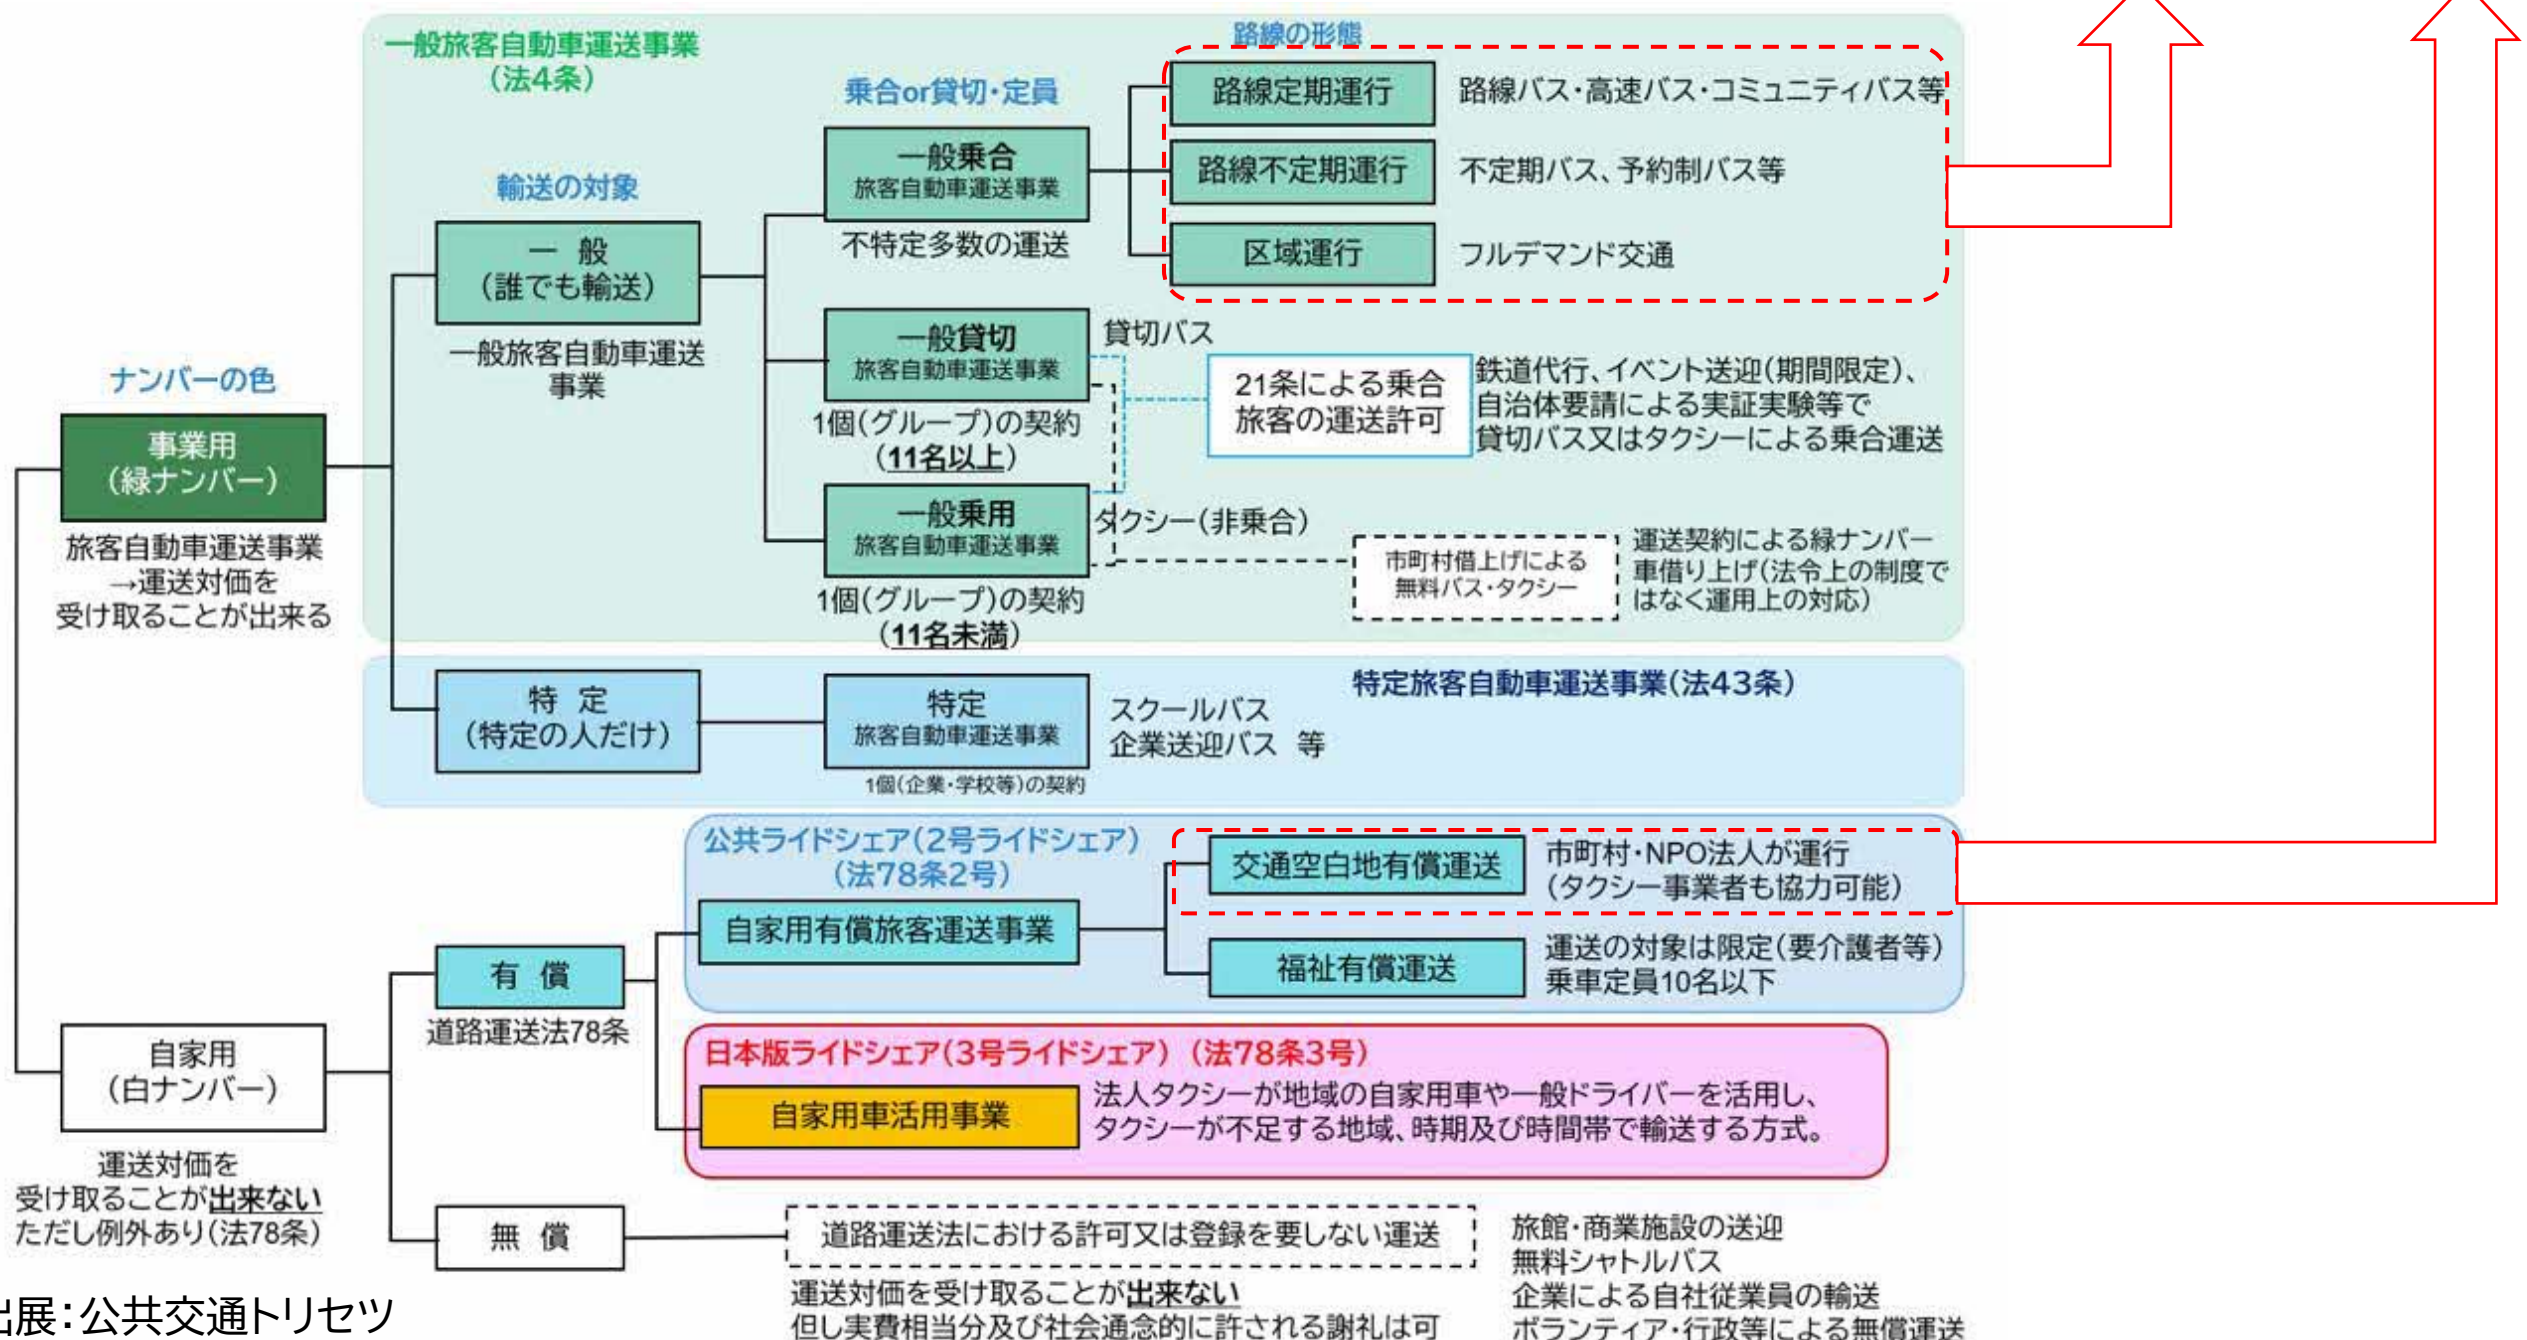 一般旅客自動車運送事業
(法4条)
路線の形態
乗合or貸切・定員
輸送の対象
ナンバーの色
路線定期運行
路線バス・高速バス・コミュニティバス等
一般乗合
旅客自動車運送事業
不特定多数の運送
路線不定期運行
不定期バス、予約制バス等
区域運行
フルデマンド交通
一 般
(誰でも輸送)
一般旅客自動車運送
事業
一般貸切
旅客自動車運送事業
貸切バス
1個(グループ)の契約
(11名以上)
21条による乗合
旅客の運送許可
鉄道代行、イベント送迎(期間限定)、
自治体要請による実証実験等で
貸切バス又はタクシーによる乗合運送
事業用
(緑ナンバー)
旅客自動車運送事業
→運送対価を
受け取ることが出来る
一般乗用
旅客自動車運送事業
タクシー(非乗合)
1個(グループ)の契約
(11名未満)
市町村借上げによる
無料バス・タクシー
運送契約による緑ナンバー
車借り上げ(法令上の制度で
はなく運用上の対応)
特 定
(特定の人だけ)
特定
旅客自動車運送事業
1個(企業・学校等)の契約
スクールバス
企業送迎バス 等
特定旅客自動車運送事業(法43条)
公共ライドシェア(2号ライドシェア)
(法78条2号)
自家用有償旅客運送事業
交通空白地有償運送
市町村・NPO法人が運行
(タクシー事業者も協力可能)
福祉有償運送
運送の対象は限定(要介護者等)
乗車定員10名以下
有 償
道路運送法78条
自家用
(白ナンバー)
運送対価を
受け取ることが出来ない
ただし例外あり(法78条)
日本版ライドシェア(3号ライドシェア) (法78条3号)
自家用車活用事業
法人タクシーが地域の自家用車や一般ドライバーを活用し、
タクシーが不足する地域、時期及び時間帯で輸送する方式。
無 償
道路運送法における許可又は登録を要しない運送
運送対価を受け取ることが出来ない
但し実費相当分及び社会通念的に許される謝礼は可
旅館・商業施設の送迎
無料シャトルバス
企業による自社従業員の輸送
ボランティア・行政等による無償運送
出展:公共交通トリセツ